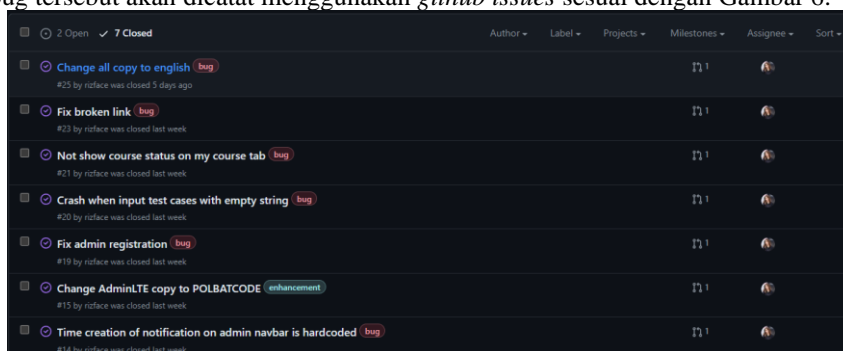 bug tersebut akan dicatat menggunakan github issues sesuai dengan Gambar 6.
2 Open 7 Closed Author Label Projects Milestones Assignee Sort
Change all copy to english bug 1
#25 by rizface was closed 5 days ago
Fix broken link bug 1
#23 by rizface was closed last week
Not show course status on my course tab bug 1
#21 by rizface was closed last week
Crash when input test cases with empty string bug 1
#20 by rizface was closed last week
Fix admin registration bug 1
#19 by rizface was closed last week
Change AdminLTE copy to POLBATCODE enhancement 1
#15 by rizface was closed last week
Time creation of notification on admin navbar is hardcoded bug 1
#14 by rizface was closed last week